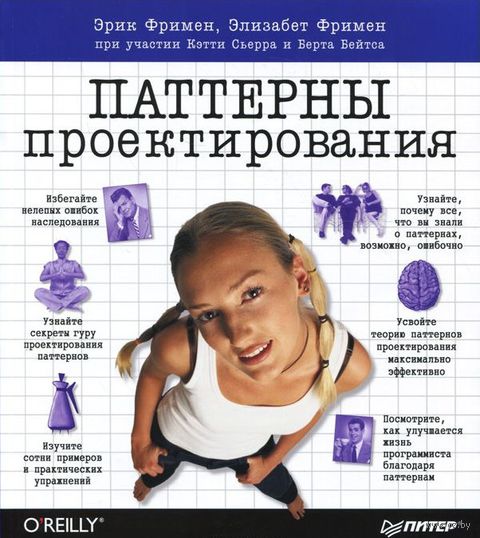 Эрик Фримен, Элизабет Фримен
при участии Кэтти Сьерра и Берта Бейтса
ПАТТЕРНЫ
проектирования
Избегайте
нелепых ошибок
наследования
Узнайте,
почему все,
что вы знали
о паттернах,
возможно, ошибочно
Узнайте
секреты гуру
проектирования
паттернов
Усвойте
теорию паттернов
проектирования
максимально
эффективно
Изучите
сотни примеров
и практических
упражнений
Посмотрите,
как улучшается
жизнь
программиста
благодаря
паттернам
O'REILLY®
ПИТЕР